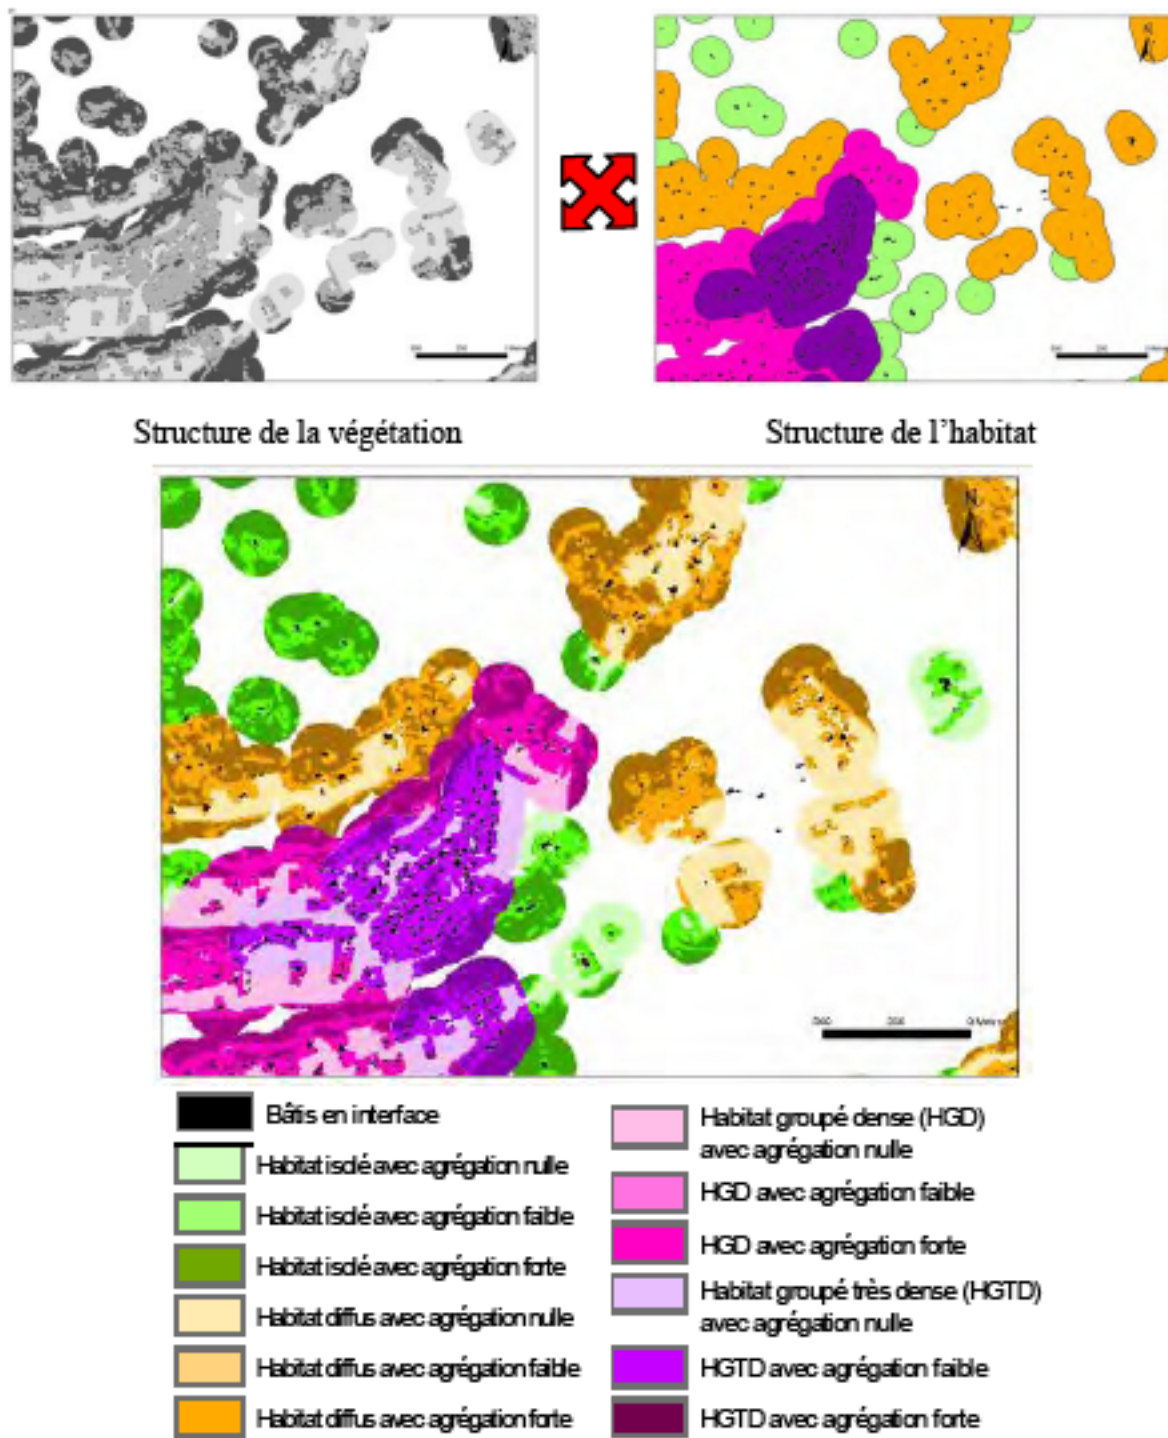 Structure de la végétation
Structure de l'habitat
N
Bâtis en interface
Habitat isolé avec agrégation nulle
Habitat isolé avec agrégation faible
Habitat isolé avec agrégation forte
Habitat diffus avec agrégation nulle
Habitat diffus avec agrégation faible
Habitat diffus avec agrégation forte
Habitat groupé dense (HGD)
avec agrégation nulle
HGD avec agrégation faible
HGD avec agrégation forte
Habitat groupé très dense (HGTD)
avec agrégation nulle
HGTD avec agrégation faible
HGTD avec agrégation forte